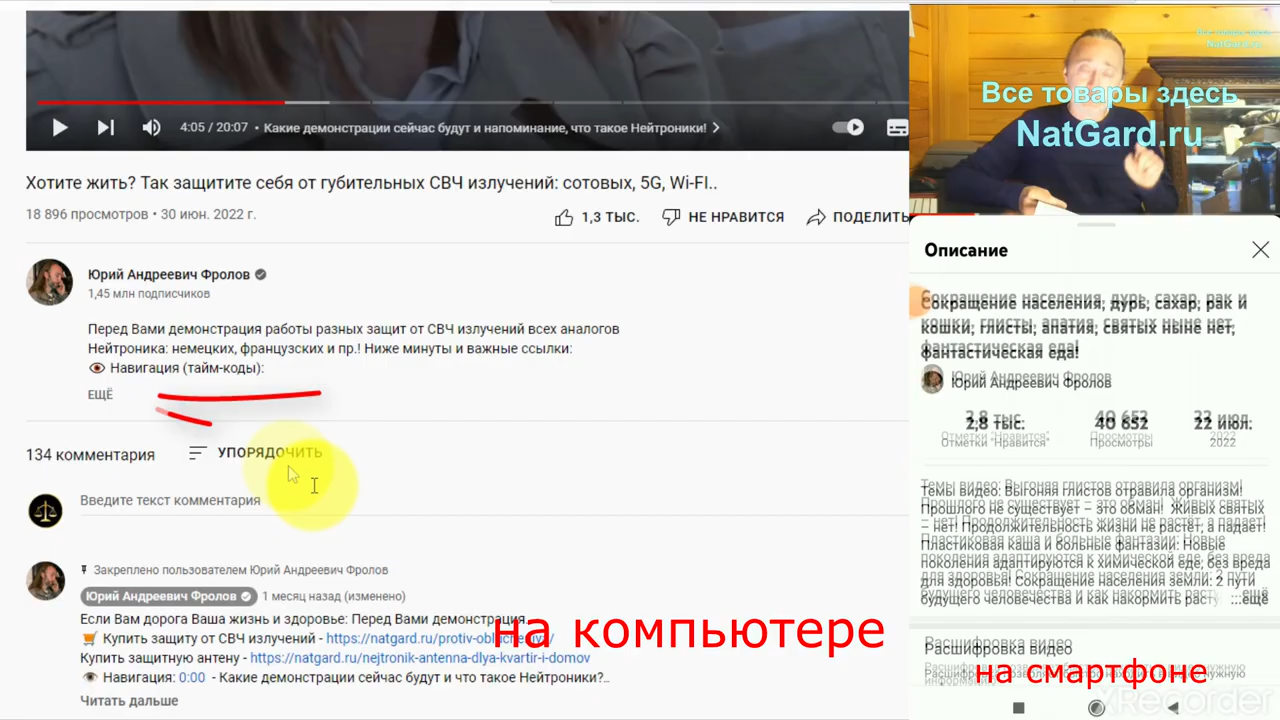 4:05 / 20:07 • Какие демонстрации сейчас будут и напоминание, что такое Нейтроники!
Хотите жить? Так защитите себя от губительных СВЧ излучений: сотовых, 5G, Wi-FI..
18 896 просмотров • 30 июн. 2022 г.
1,3 ТЫС.
НЕ НРАВИТСЯ
ПОДЕЛИТЬ
Юрий Андреевич Фролов
1,45 млн подписчиков
Перед Вами демонстрация работы разных защит от СВЧ излучений всех аналогов
Нейтроника: немецких, французских и пр.! Ниже минуты и важные ссылки:
Навигация (тайм-коды):
ЕЩЁ
134 комментария
УПОРЯДОЧИТЬ
Введите текст комментария
Закреплено пользователем Юрий Андреевич Фролов
Юрий Андреевич Фролов
1 месяц назад (изменено)
Если Вам дорога Ваша жизнь и здоровье: Перед Вами демонстрация
Купить защиту от СВЧ излучений - https://natgard.ru/protiv-oblucheniya/
Купить защитную антену - https://natgard.ru/nejtronik-antenna-dlya-kvartir-i-domov
Навигация: 0:00 - Какие демонстрации сейчас будут и что такое Нейтроники?..
Читать дальше
на компьютере
Все товары здесь
NatGard.ru
Все товары здесь
NatGard.ru
Описание
Сокращение населения, дурь, сахар, рак и
кошки, глисты, апатия, святых ныне нет,
фантастическая еда!
Юрий Андреевич Фролов
2,8 тыс.
40 652
22 июл.
Отметки "Нравится"
Просмотры
2022
Темы видео: Выгоняя глистов отравила организм!
Прошлого не существует – это обман! Живых святых
– нет! Продолжительность жизни не растёт, а падает!
Пластиковая каша и больные фантазии: Новые
поколения адаптируются к химической еде, без вреда
для здоровья! Сокращение населения земли: 2 пути
будущего человечества и как накормить расту
...ещё
Расшифровка видео
на смартфоне
XRecorder